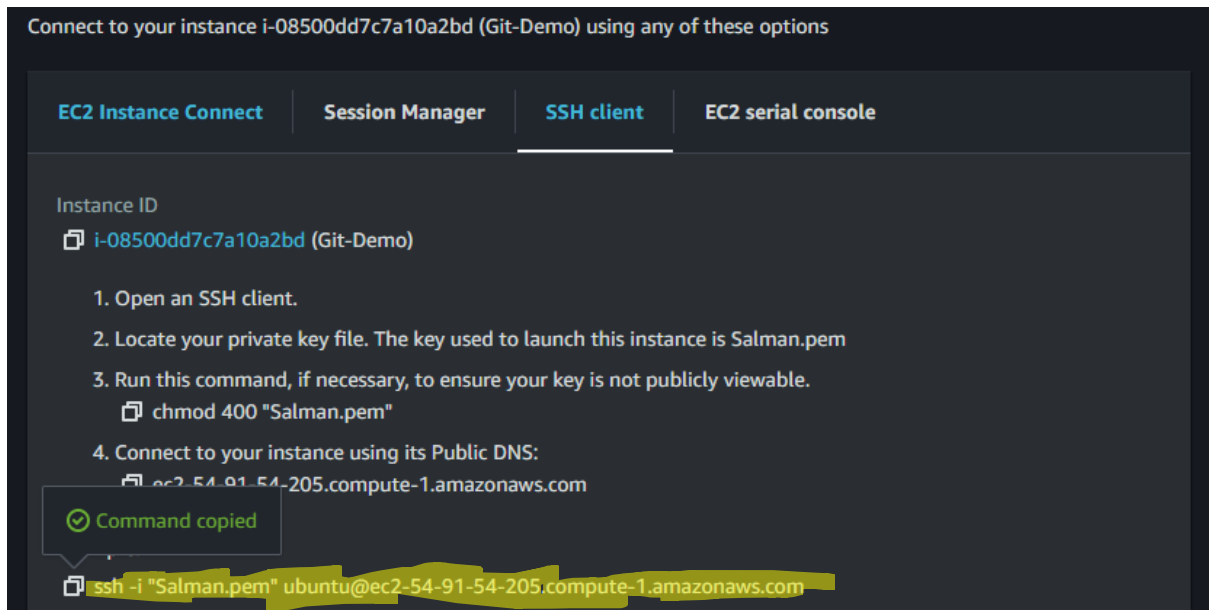 Connect to your instance i-08500dd7c7a10a2bd (Git-Demo) using any of these options
EC2 Instance Connect
Session Manager
SSH client
EC2 serial console
Instance ID
i-08500dd7c7a10a2bd (Git-Demo)
1. Open an SSH client.
2. Locate your private key file. The key used to launch this instance is Salman.pem
3. Run this command, if necessary, to ensure your key is not publicly viewable.
chmod 400 "Salman.pem"
4. Connect to your instance using its Public DNS:
ec2-54-91-54-205.compute-1.amazonaws.com
Command copied
ssh -i "Salman.pem" ubuntu@ec2-54-91-54-205.compute-1.amazonaws.com